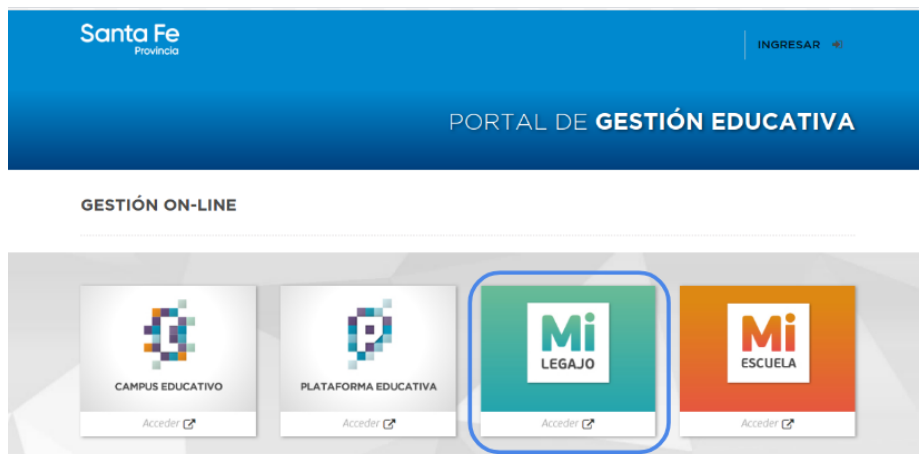 Santa Fe
Provincia
INGRESAR
PORTAL DE GESTIÓN EDUCATIVA
GESTIÓN ON-LINE
CAMPUS EDUCATIVO
Acceder
PLATAFORMA EDUCATIVA
Acceder
Mi
LEGAJO
Acceder
Mi
ESCUELA
Acceder